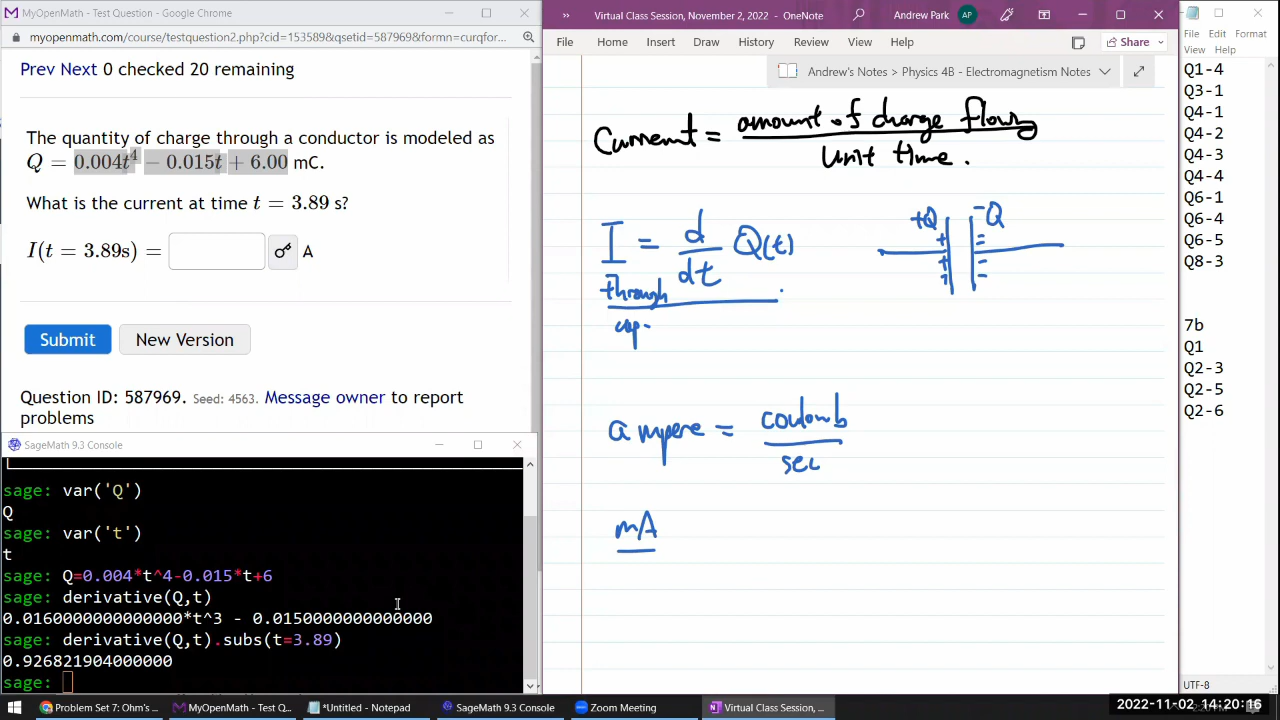 MyOpenMath - Test Question - Google Chrome
myopenmath.com/course/testquestion2.php?cid=153589&qsetid=587969&formn=curqfor...
Prev Next 0 checked 20 remaining
The quantity of charge through a conductor is modeled as
Q = 0.004t⁴ − 0.015t + 6.00 mC.
What is the current at time t = 3.89 s?
I(t = 3.89s) = A
Submit New Version
Question ID: 587969. Seed: 4563. Message owner to report
problems
SageMath 9.3 Console
sage: var('Q')
Q
sage: var('t')
t
sage: Q=0.004*t^4-0.015*t+6
sage: derivative(Q,t)
0.0160000000000000*t^3 - 0.0150000000000000
sage: derivative(Q,t).subs(t=3.89)
0.926821904000000
sage:
Virtual Class Session, November 2, 2022 - OneNote
Andrew Park AP
File Home Insert Draw History Review View Help Share
Andrew's Notes > Physics 4B - Electromagnetism Notes
Current = amount of charge flowing
Unit time.
I = d/dt Q(t)
through
cap-
+Q -Q
+ =
+ =
+ =
ampere = coulomb
sec
mA
File Edit Format
View Help
Q1-4
Q3-1
Q4-1
Q4-2
Q4-3
Q4-4
Q6-1
Q6-4
Q6-5
Q8-3
7b
Q1
Q2-3
Q2-5
Q2-6
UTF-8
Problem Set 7: Ohm's... MyOpenMath - Test Q... *Untitled - Notepad SageMath 9.3 Console Zoom Meeting Virtual Class Session,...
2022-11-02 14:20:16